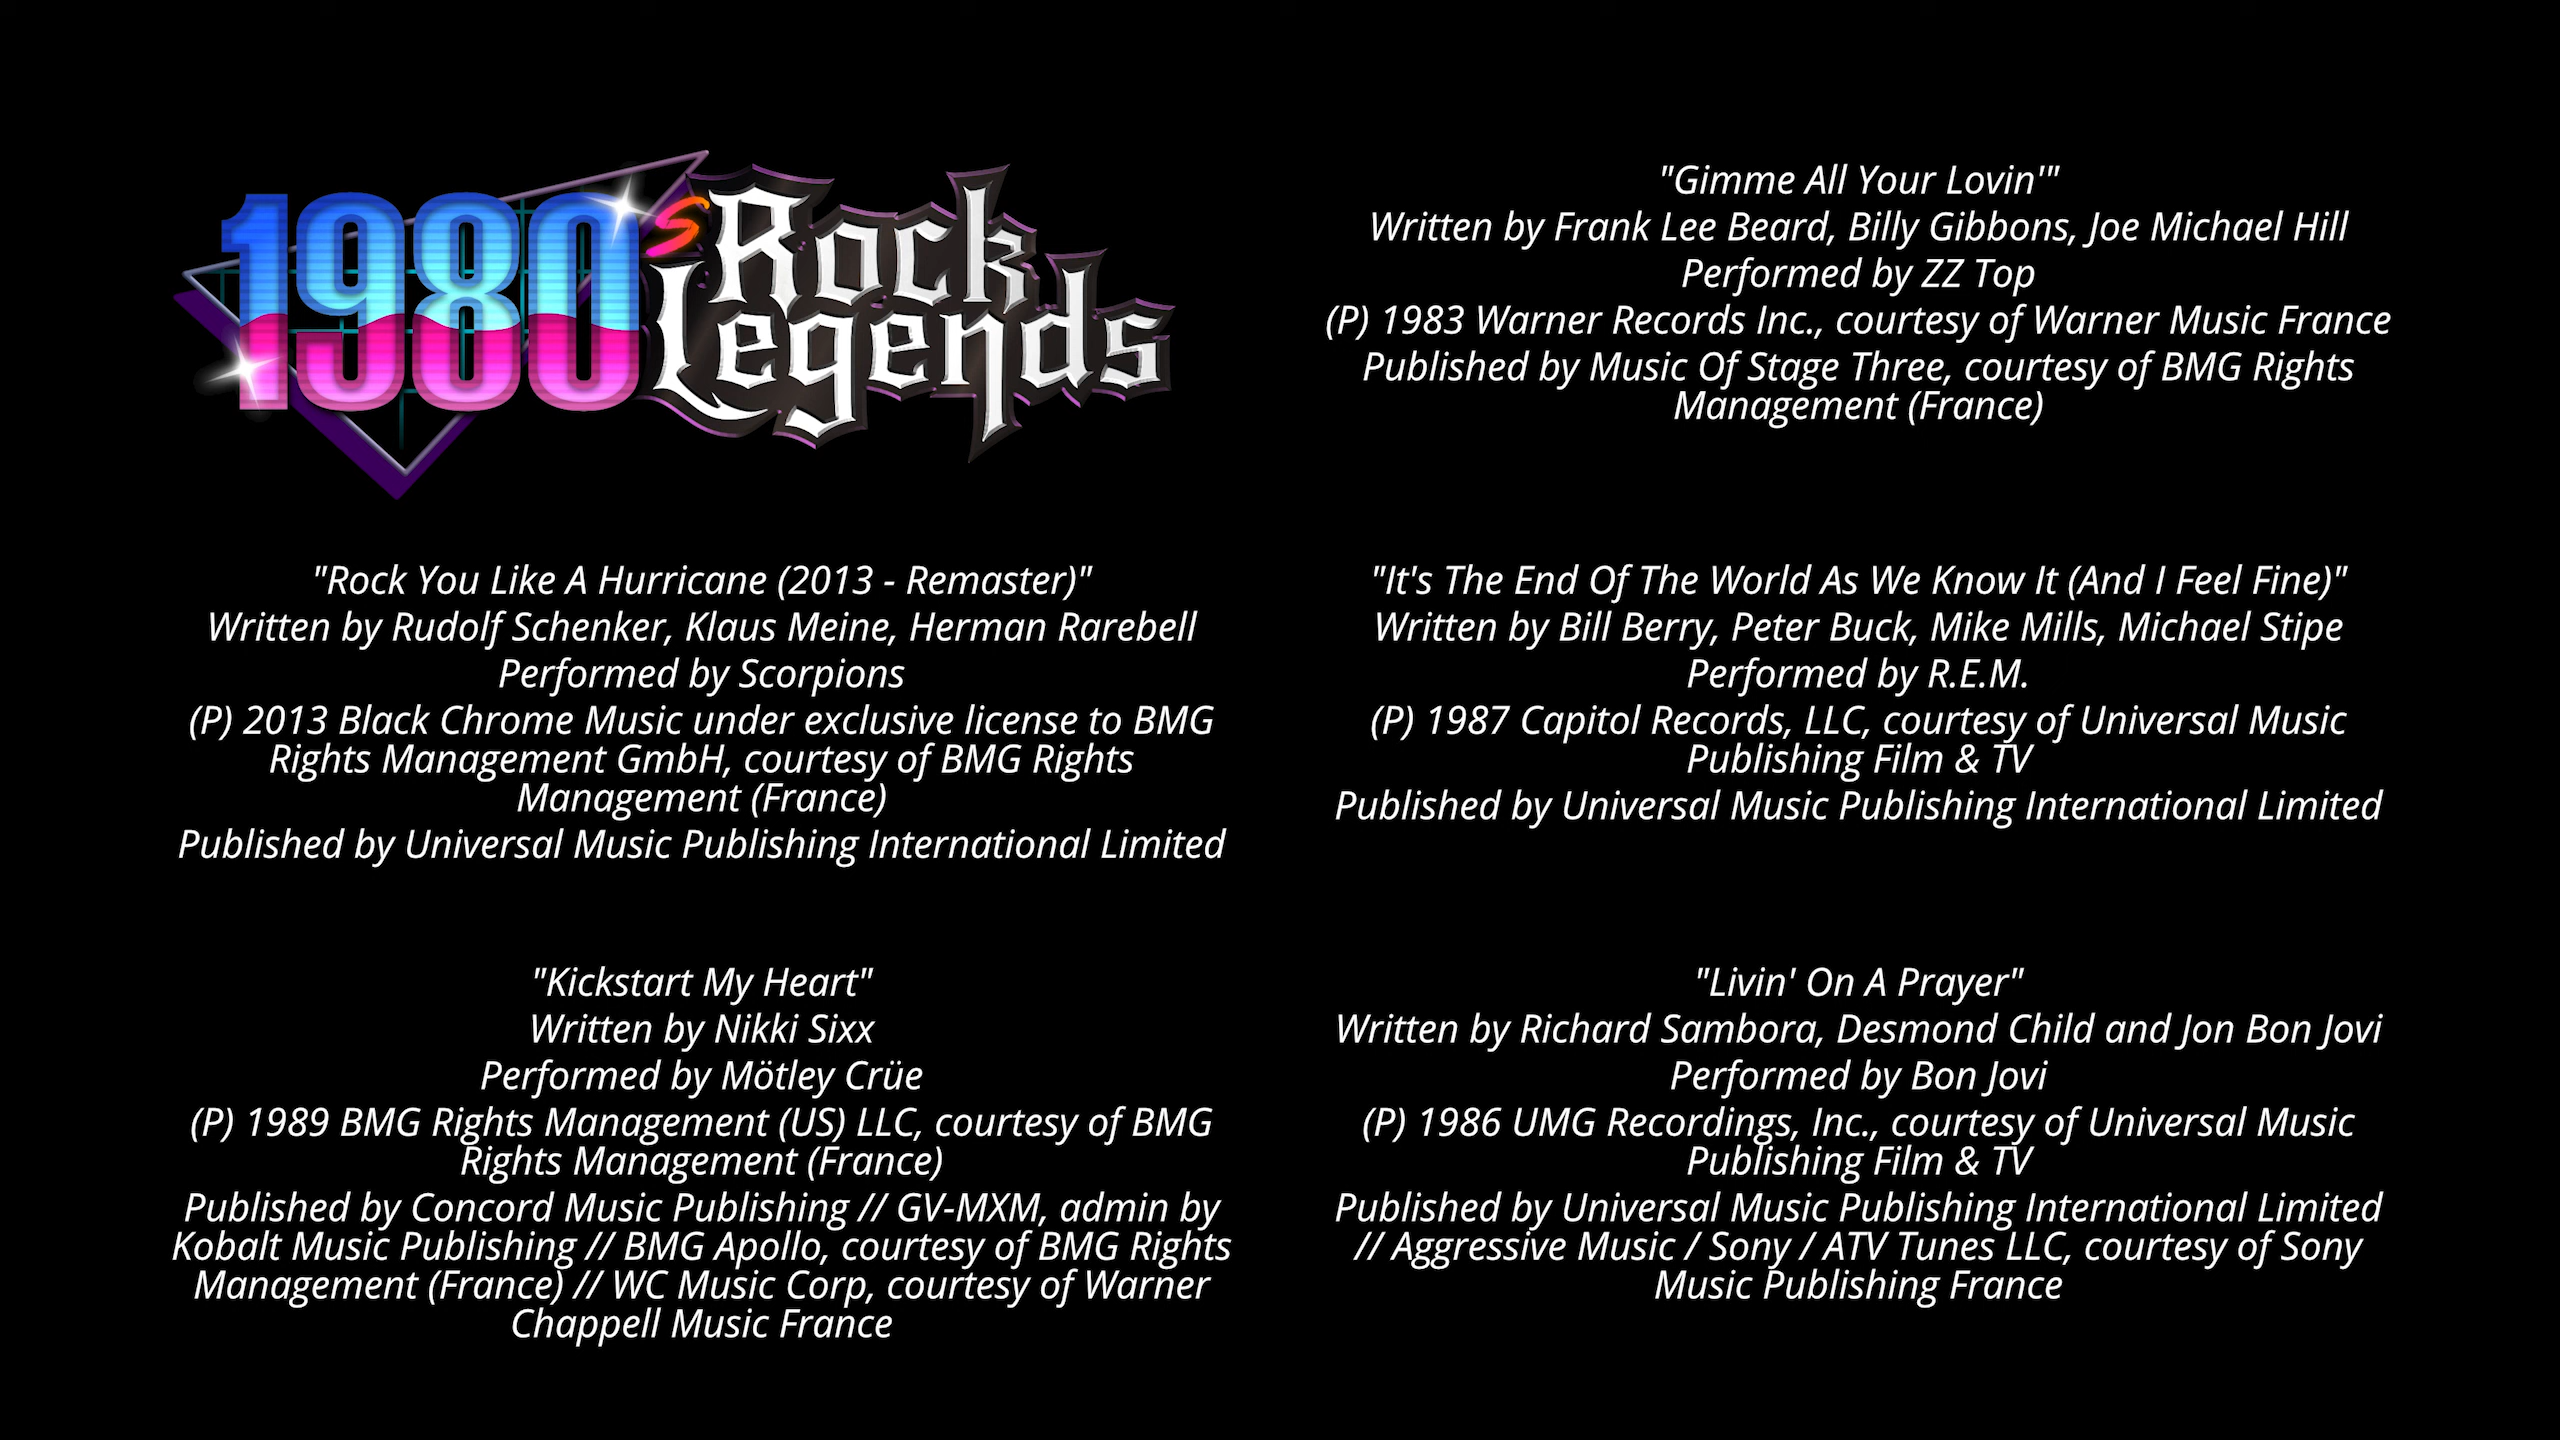 1980's Rock
Legends
"Rock You Like A Hurricane (2013 - Remaster)"
Written by Rudolf Schenker, Klaus Meine, Herman Rarebell
Performed by Scorpions
(P) 2013 Black Chrome Music under exclusive license to BMG
Rights Management GmbH, courtesy of BMG Rights
Management (France)
Published by Universal Music Publishing International Limited
"Kickstart My Heart"
Written by Nikki Sixx
Performed by Mötley Crüe
(P) 1989 BMG Rights Management (US) LLC, courtesy of BMG
Rights Management (France)
Published by Concord Music Publishing // GV-MXM, admin by
Kobalt Music Publishing // BMG Apollo, courtesy of BMG Rights
Management (France) // WC Music Corp, courtesy of Warner
Chappell Music France
"Gimme All Your Lovin'"
Written by Frank Lee Beard, Billy Gibbons, Joe Michael Hill
Performed by ZZ Top
(P) 1983 Warner Records Inc., courtesy of Warner Music France
Published by Music Of Stage Three, courtesy of BMG Rights
Management (France)
"It's The End Of The World As We Know It (And I Feel Fine)"
Written by Bill Berry, Peter Buck, Mike Mills, Michael Stipe
Performed by R.E.M.
(P) 1987 Capitol Records, LLC, courtesy of Universal Music
Publishing Film & TV
Published by Universal Music Publishing International Limited
"Livin' On A Prayer"
Written by Richard Sambora, Desmond Child and Jon Bon Jovi
Performed by Bon Jovi
(P) 1986 UMG Recordings, Inc., courtesy of Universal Music
Publishing Film & TV
Published by Universal Music Publishing International Limited
// Aggressive Music / Sony / ATV Tunes LLC, courtesy of Sony
Music Publishing France